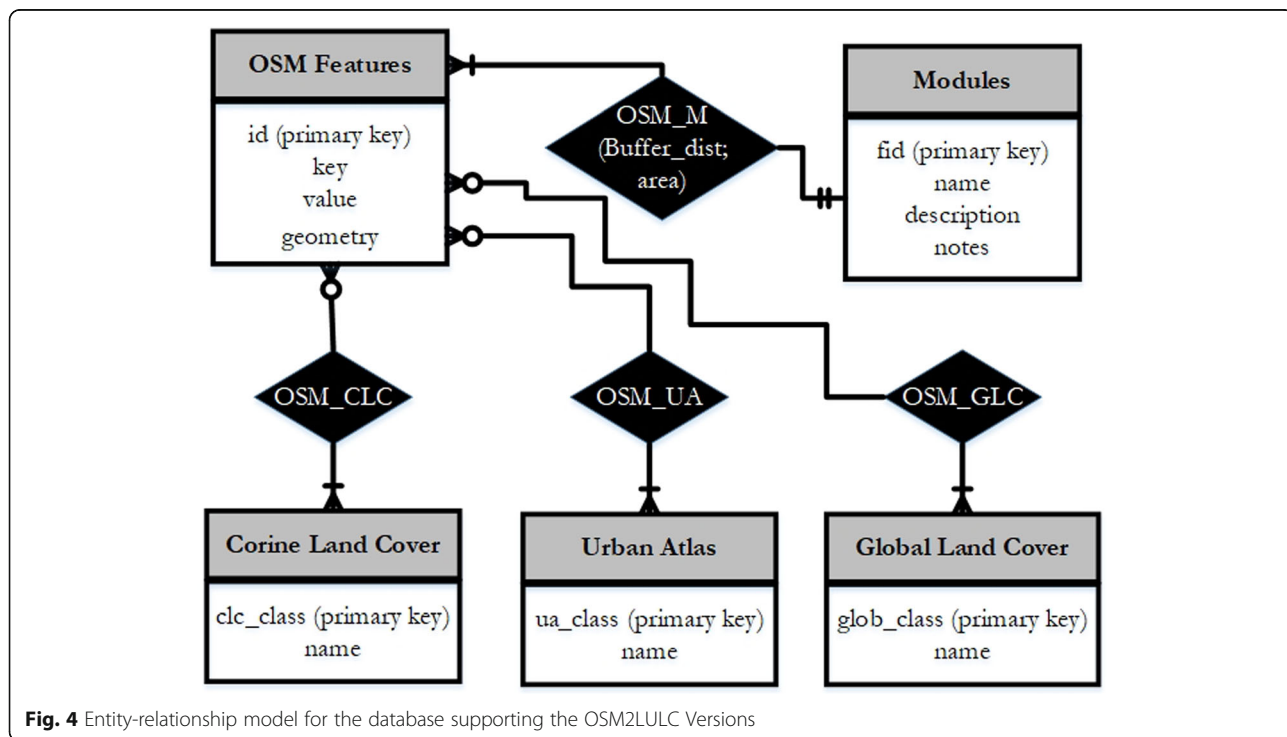 OSM Features
id (primary key)
key
value
geometry
OSM_M
(Buffer_dist;
area)
Modules
fid (primary key)
name
description
notes
OSM_CLC
OSM_UA
OSM_GLC
Corine Land Cover
clc_class (primary key)
name
Urban Atlas
ua_class (primary key)
name
Global Land Cover
glob_class (primary key)
name
Fig. 4 Entity-relationship model for the database supporting the OSM2LULC Versions